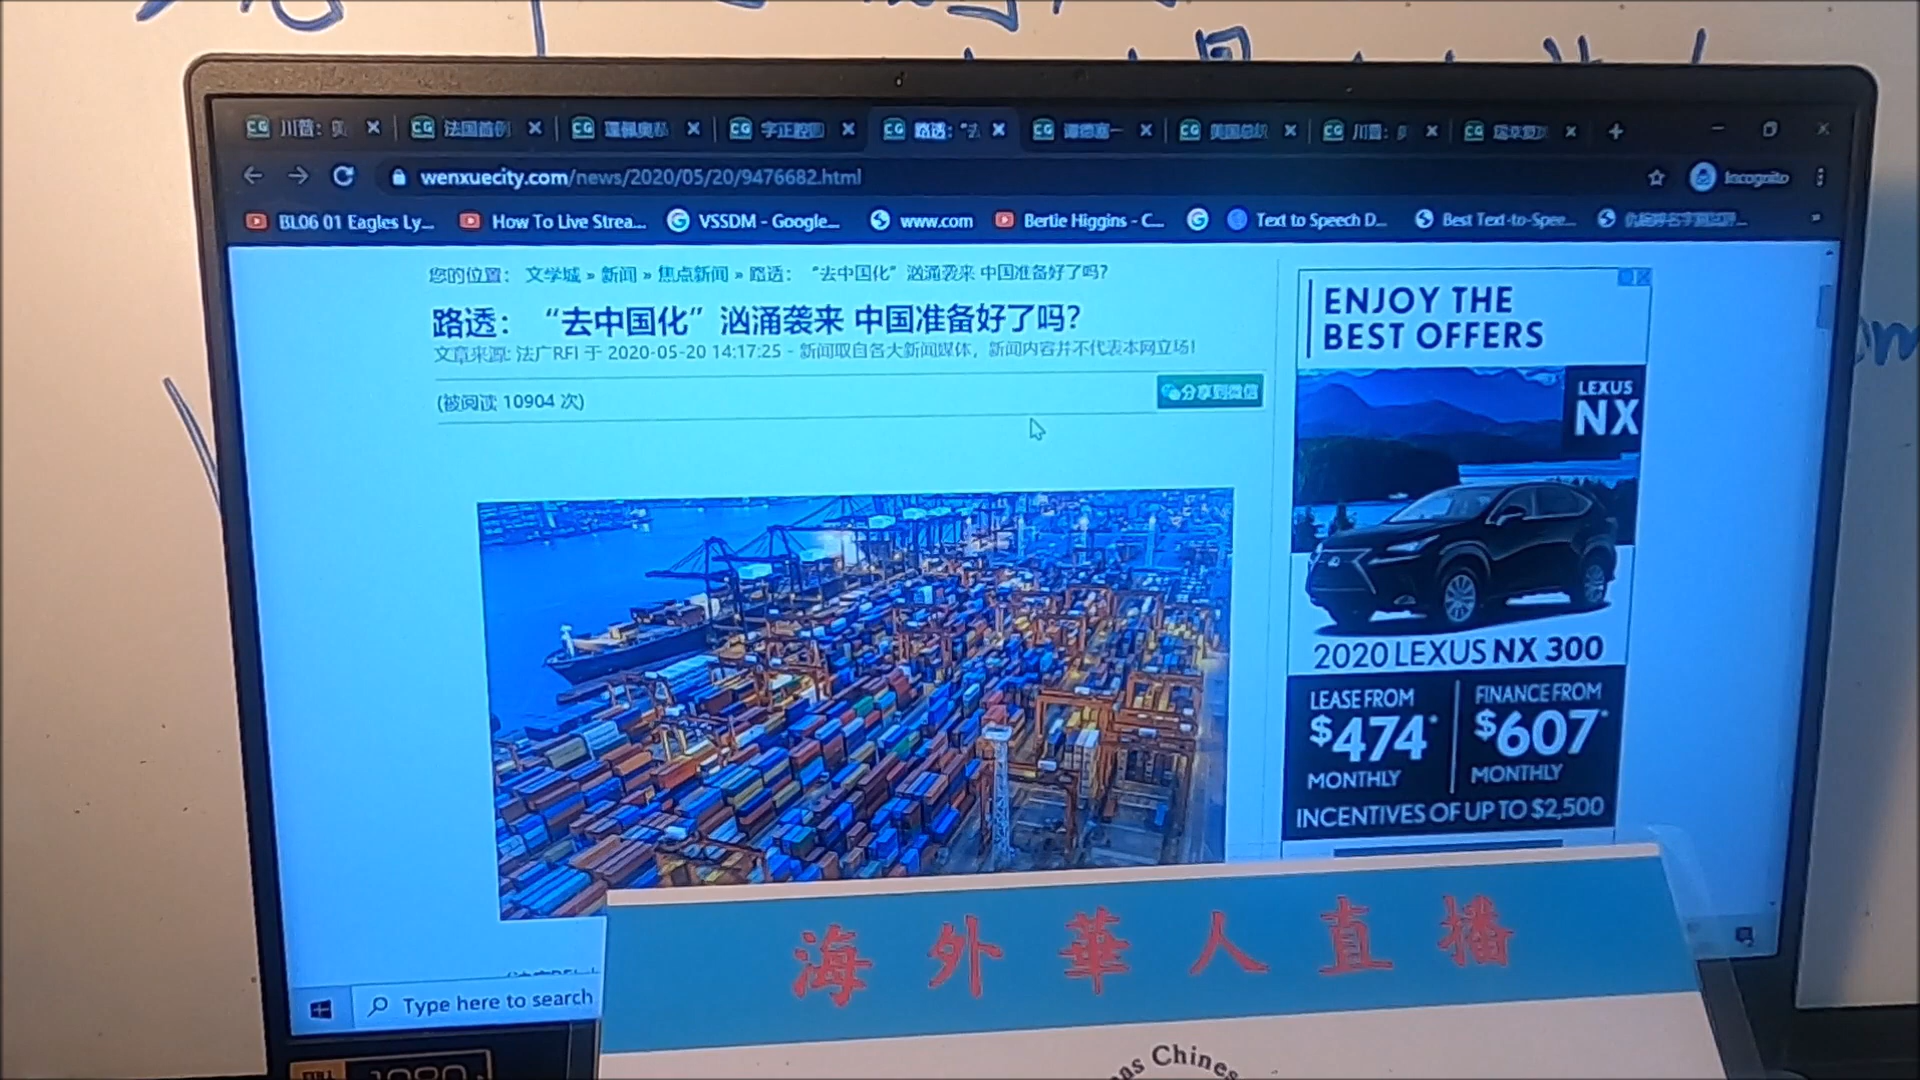 川普：
法国首例
字正腔圆
路透：“去
川普：
wenxuecity.com/news/2020/05/20/9476682.html
Incognito
BL06 01 Eagles Ly...
How To Live Strea...
VSSDM - Google...
www.com
Bertie Higgins - C...
Text to Speech D...
Best Text-to-Spee...
您的位置： 文学城 » 新闻 » 焦点新闻 » 路透：“去中国化”汹涌袭来 中国准备好了吗？
路透：“去中国化”汹涌袭来 中国准备好了吗？
文章来源: 法广RFI 于 2020-05-20 14:17:25 - 新闻取自各大新闻媒体，新闻内容并不代表本网立场！
(被阅读 10904 次)
分享到微信
ENJOY THE
BEST OFFERS
LEXUS
NX
2020 LEXUS NX 300
LEASE FROM
$474*
MONTHLY
FINANCE FROM
$607*
MONTHLY
INCENTIVES OF UP TO $2,500
Type here to search
海外華人直播
Chines